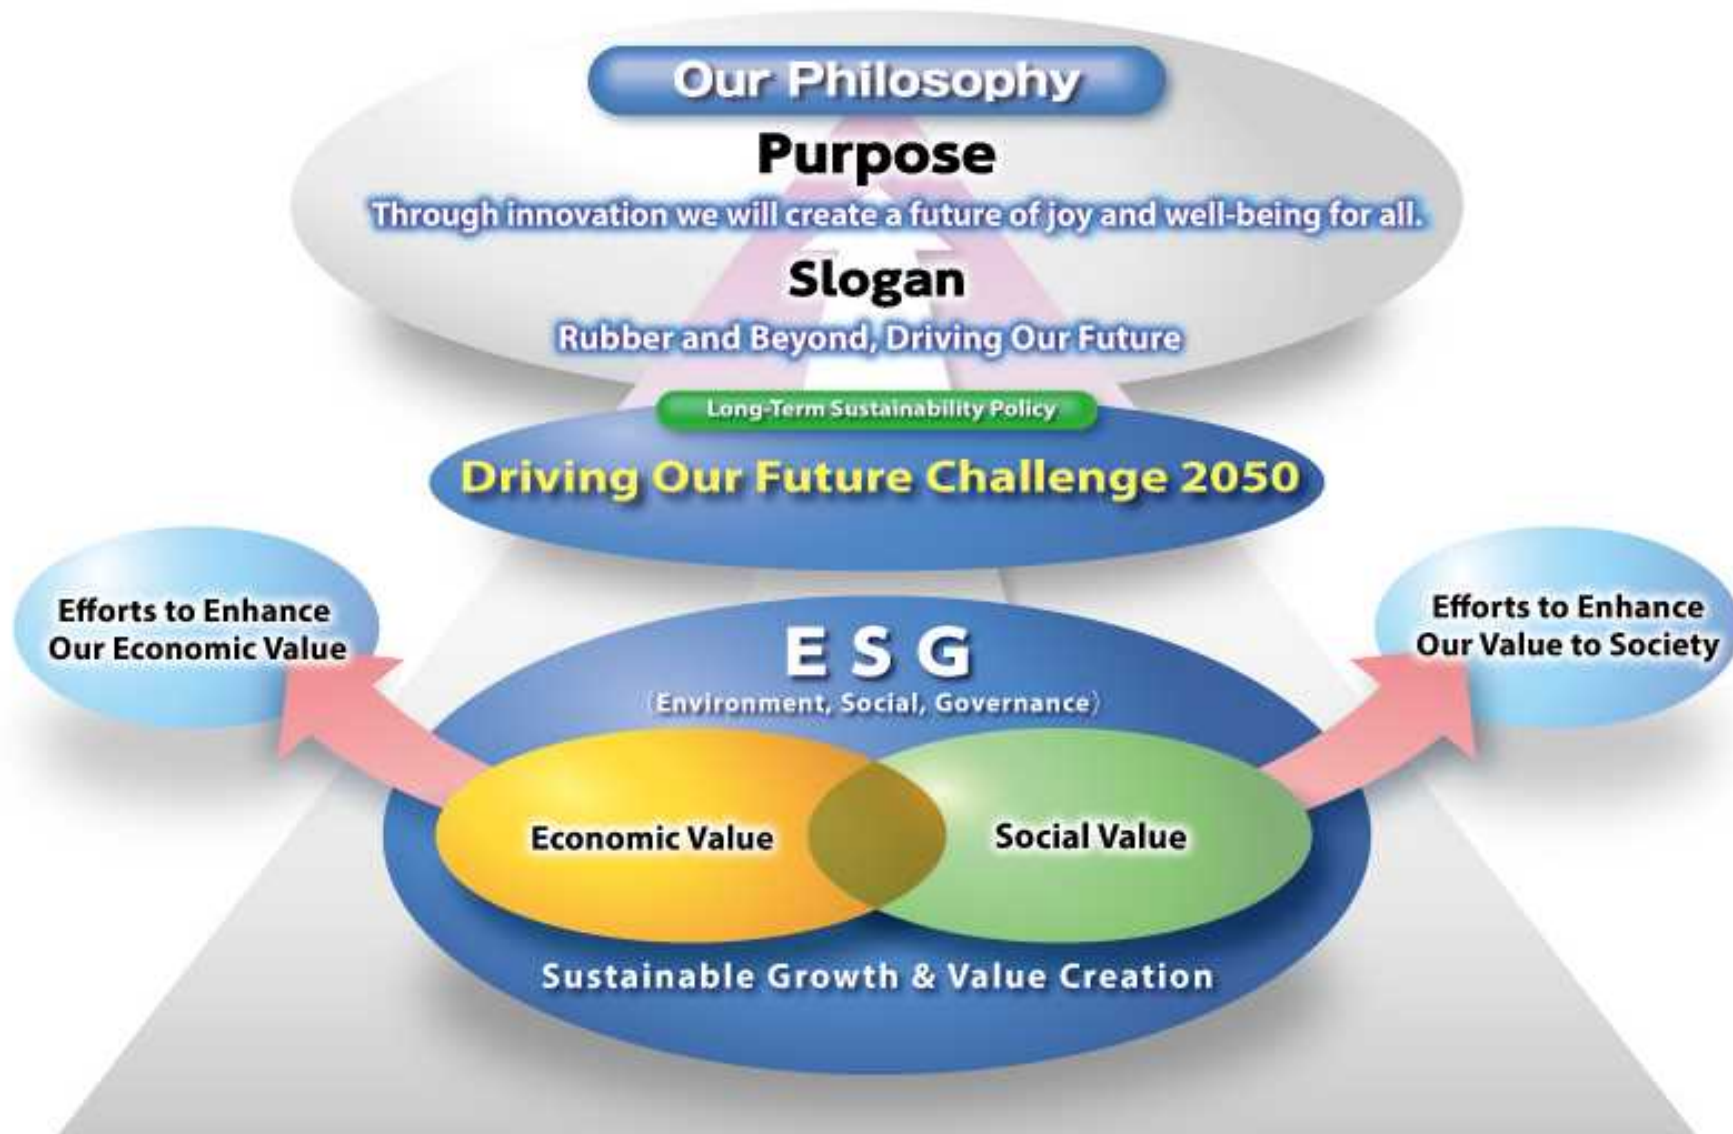 Our Philosophy
Purpose
Through innovation we will create a future of joy and well-being for all.
Slogan
Rubber and Beyond, Driving Our Future
Long-Term Sustainability Policy
Driving Our Future Challenge 2050
Efforts to Enhance
Our Economic Value
Efforts to Enhance
Our Value to Society
E S G
(Environment, Social, Governance)
Economic Value
Social Value
Sustainable Growth & Value Creation